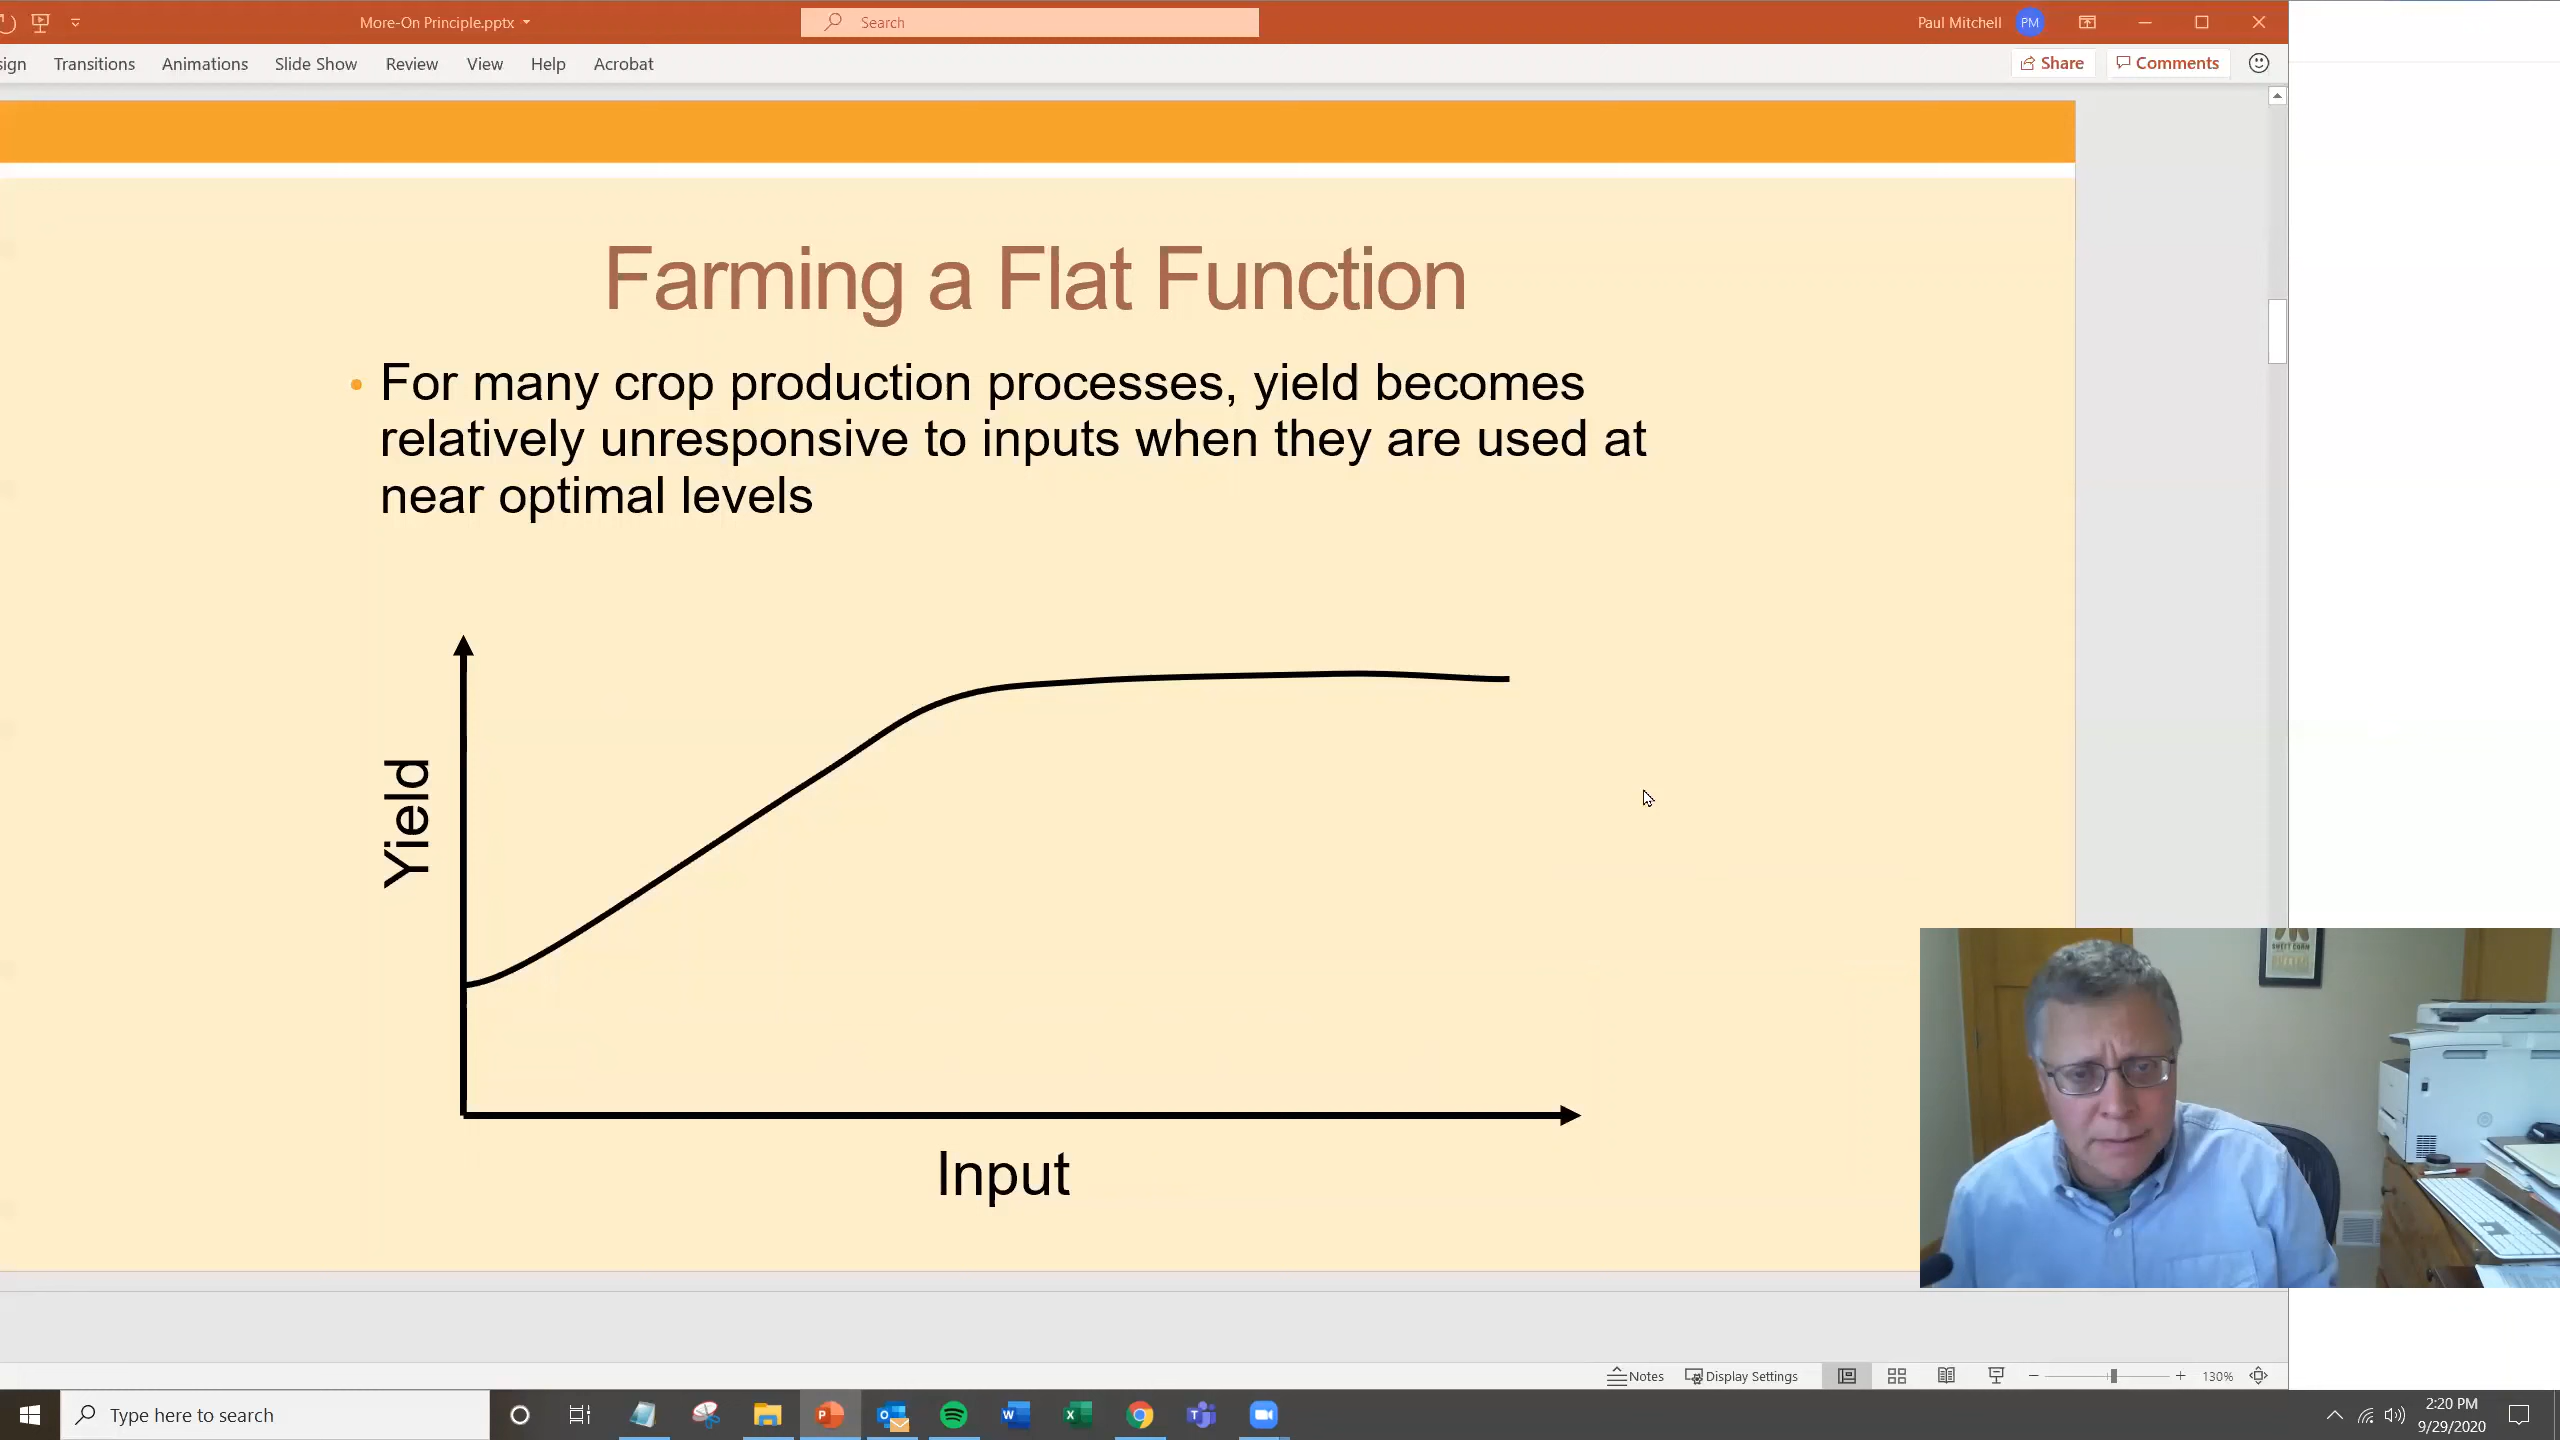 More-On Principle.pptx
Search
Paul Mitchell
PM
sign
Transitions
Animations
Slide Show
Review
View
Help
Acrobat
Share
Comments
Farming a Flat Function
• For many crop production processes, yield becomes
relatively unresponsive to inputs when they are used at
near optimal levels
Yield
Input
SWEET CORN
Notes
Display Settings
130%
Type here to search
2:20 PM
9/29/2020